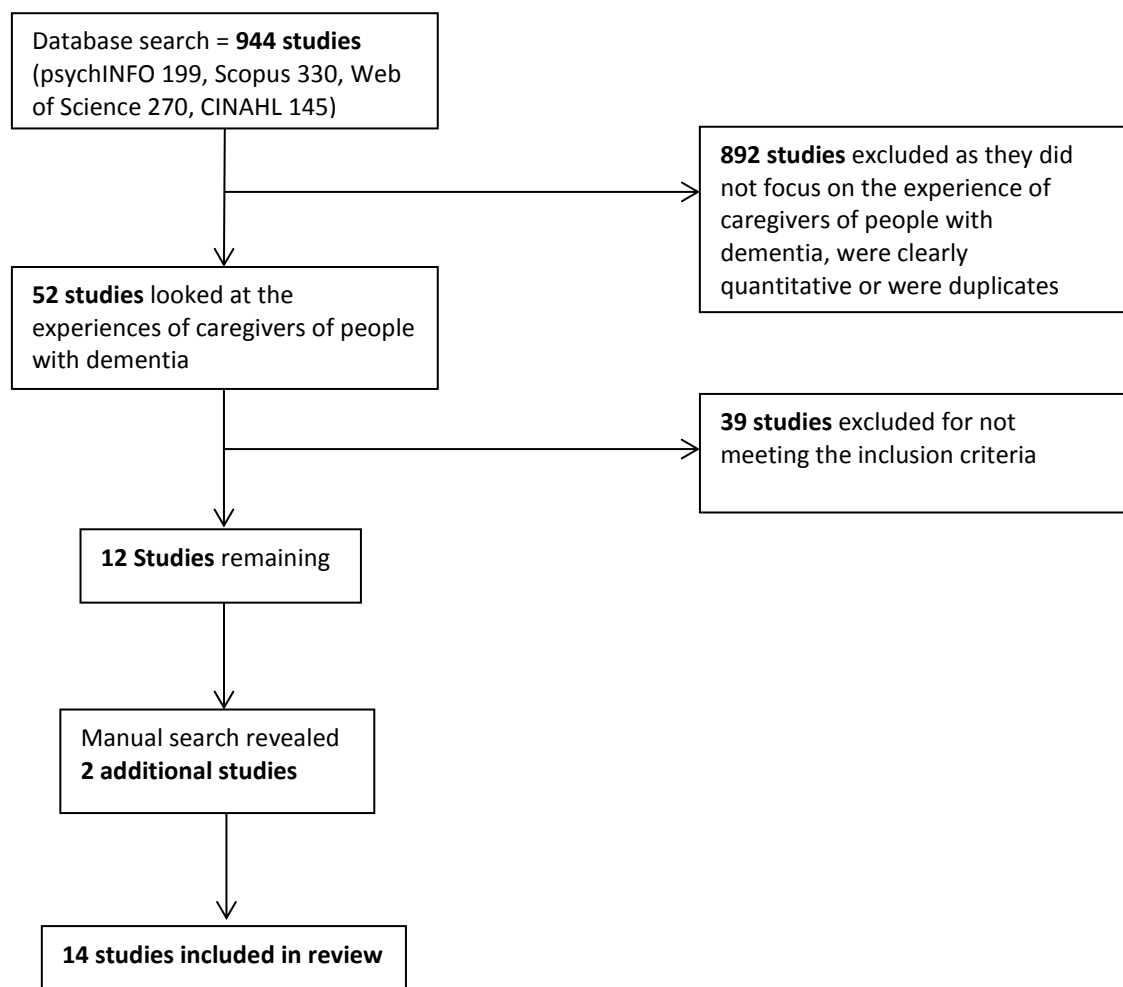 Database search = 944 studies
(psychINFO 199, Scopus 330, Web
of Science 270, CINAHL 145)
892 studies excluded as they did
not focus on the experience of
caregivers of people with
dementia, were clearly
quantitative or were duplicates
52 studies looked at the
experiences of caregivers of people
with dementia
39 studies excluded for not
meeting the inclusion criteria
12 Studies remaining
Manual search revealed
2 additional studies
14 studies included in review